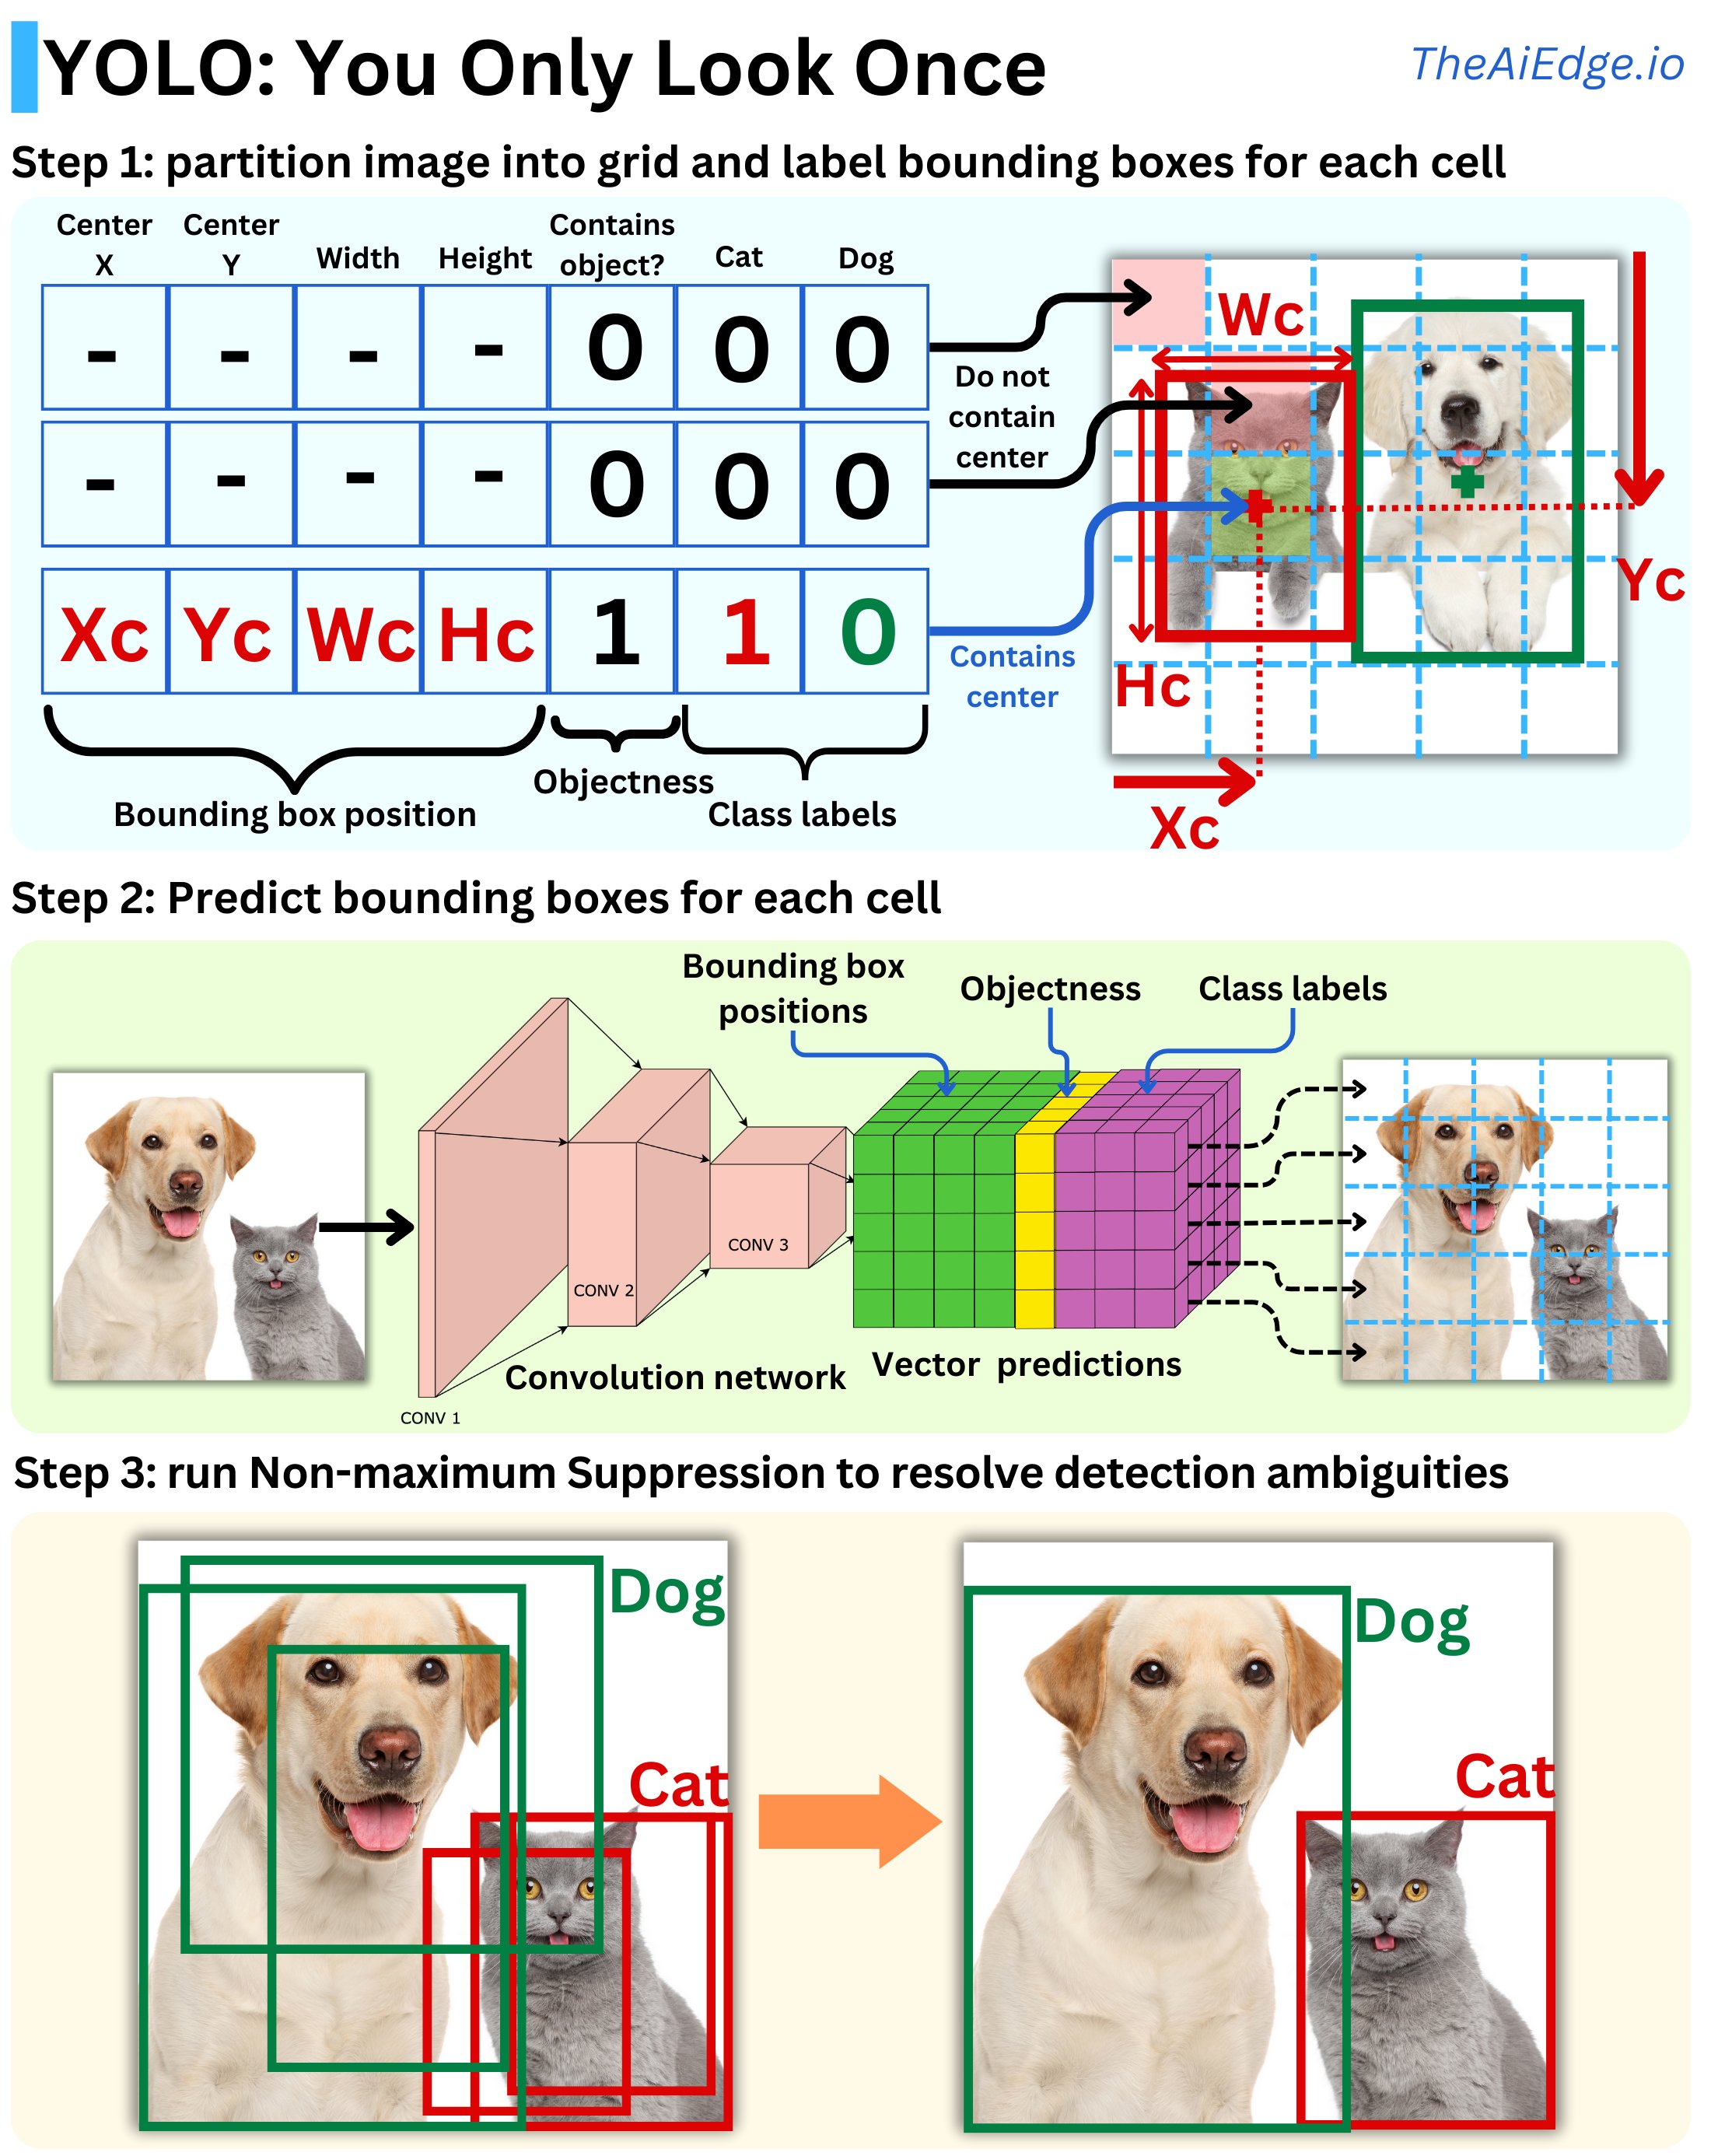 YOLO: You Only Look Once
TheAiEdge.io
Step 1: partition image into grid and label bounding boxes for each cell
Center X
Center Y
Width
Height
Contains object?
Cat
Dog
- - - - 0 0 0
- - - - 0 0 0
Xc Yc Wc Hc 1 1 0
Do not
contain
center
Contains
center
Bounding box position
Objectness
Class labels
Wc
Hc
Yc
Xc
Step 2: Predict bounding boxes for each cell
Bounding box
positions
Objectness
Class labels
CONV 1
CONV 2
CONV 3
Convolution network
Vector predictions
Step 3: run Non-maximum Suppression to resolve detection ambiguities
Dog
Cat
Dog
Cat